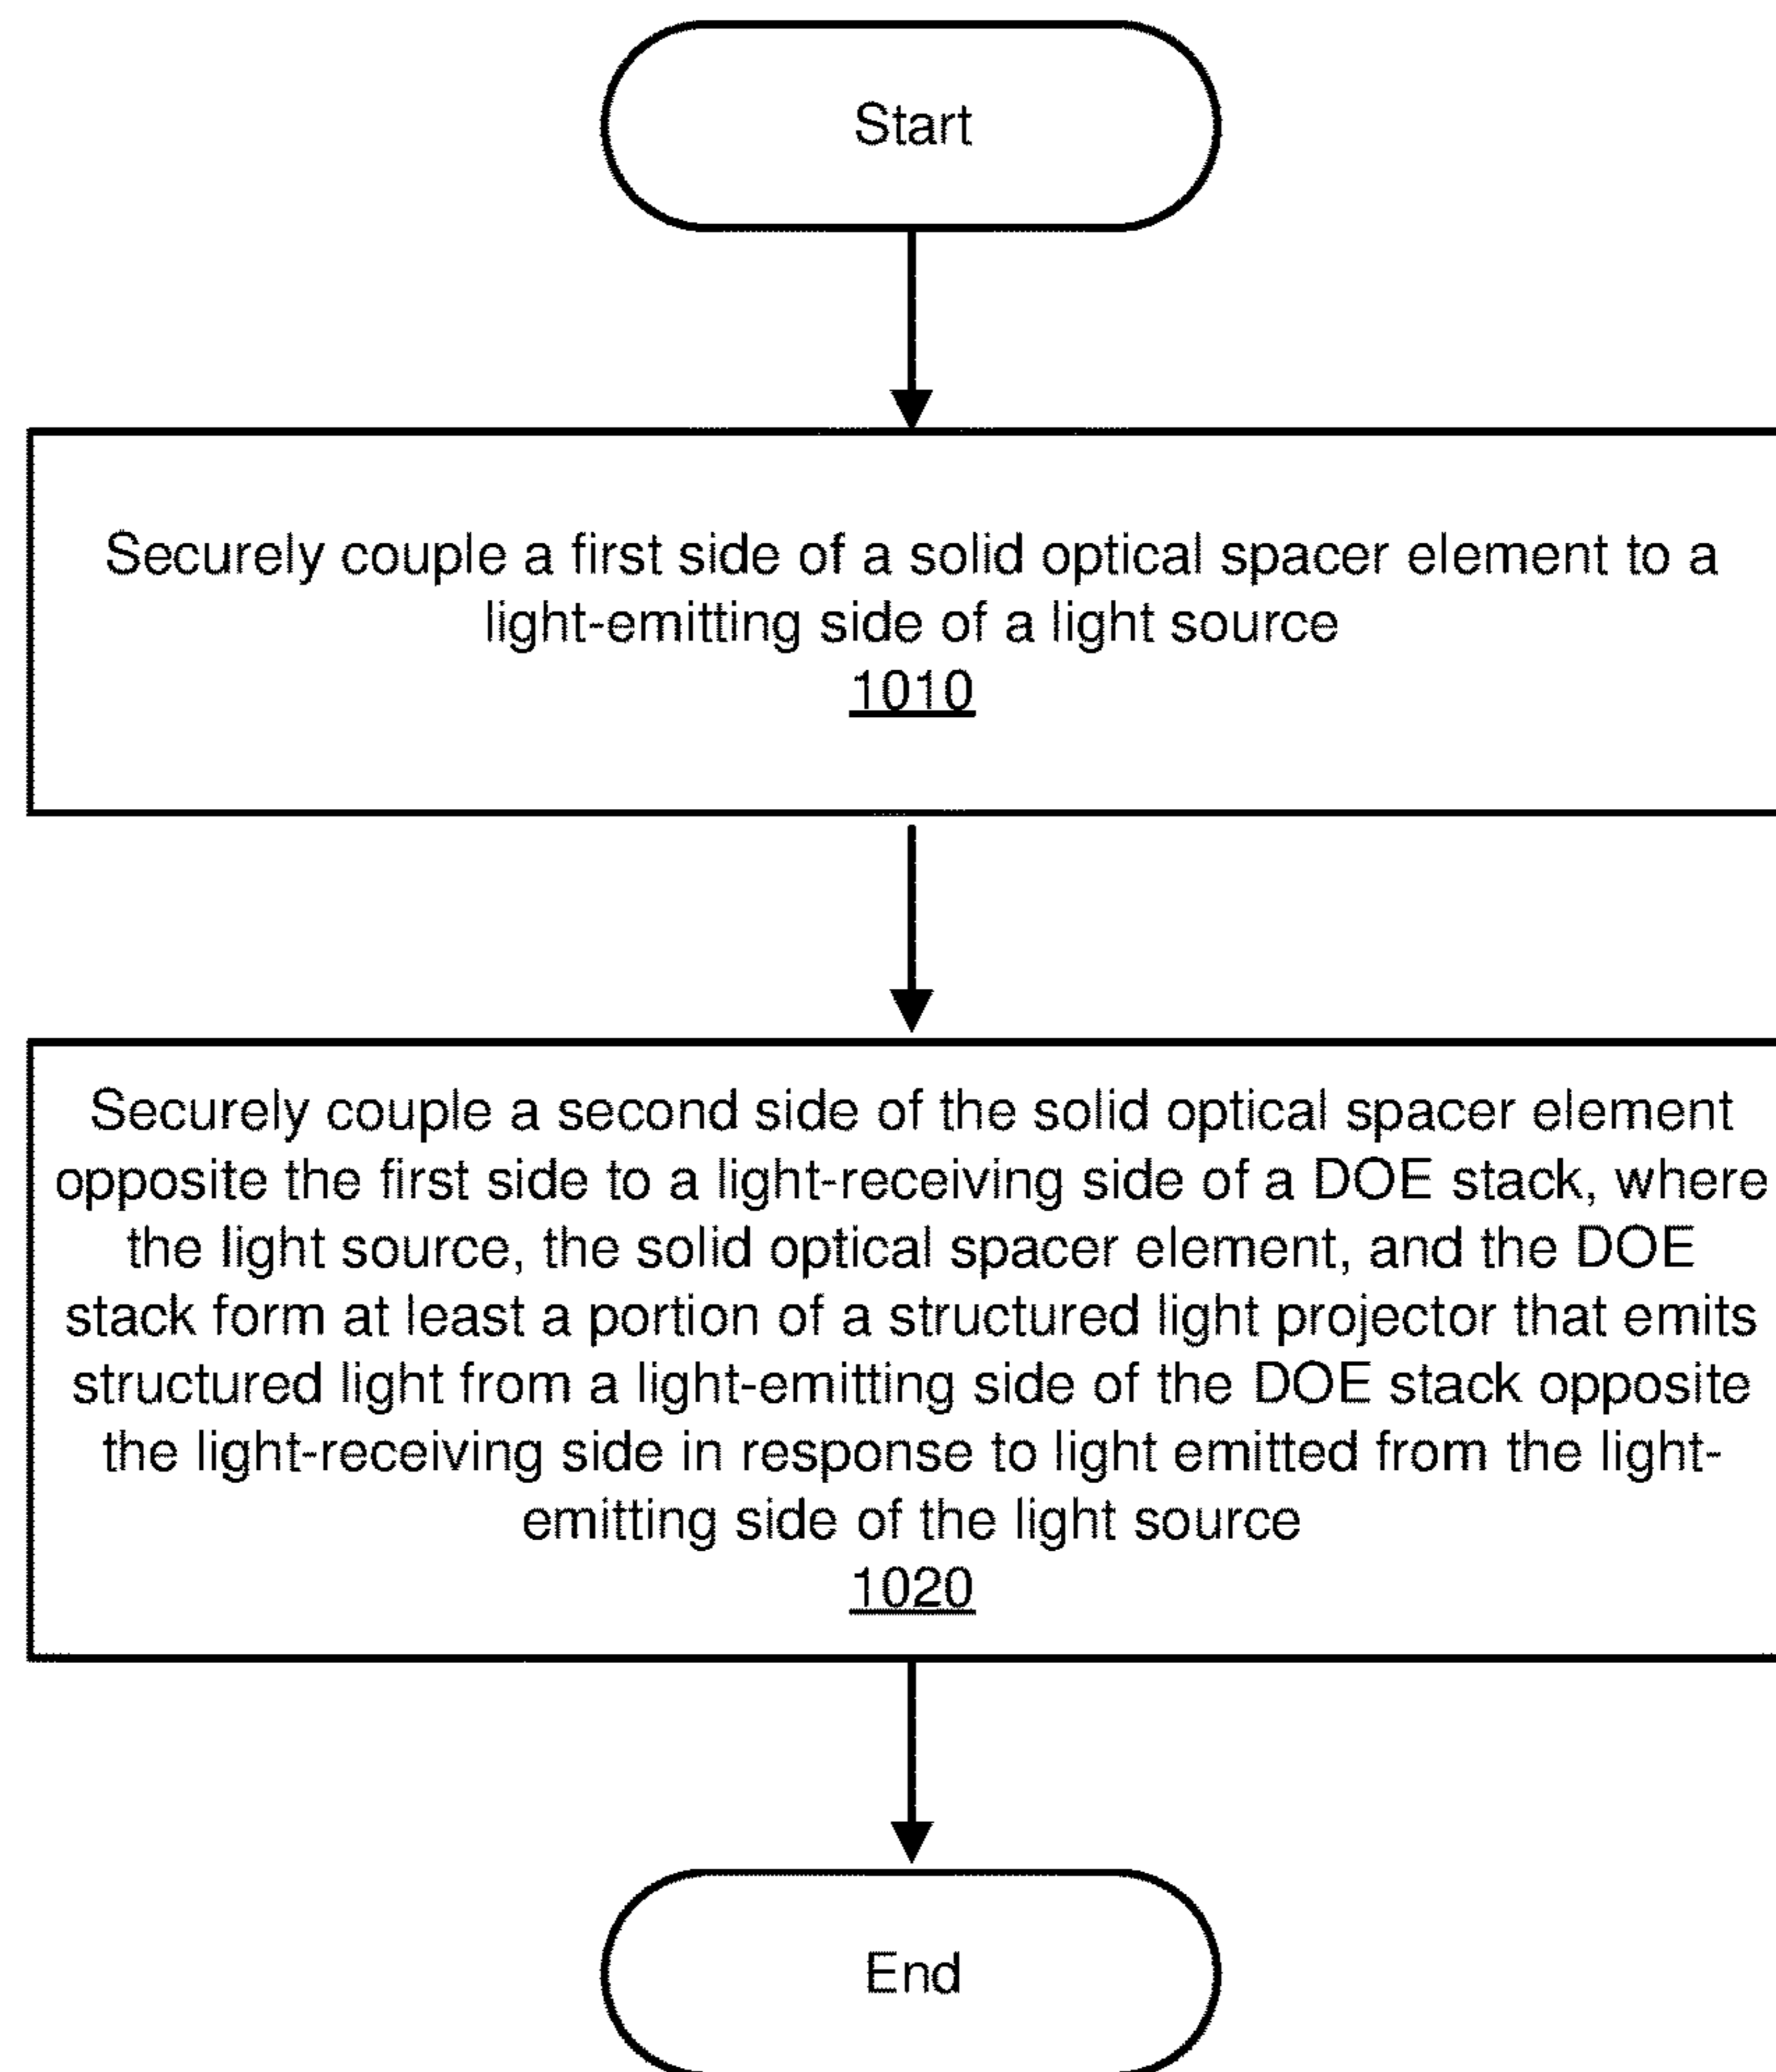 Start
Securely couple a first side of a solid optical spacer element to a
light-emitting side of a light source
1010
Securely couple a second side of the solid optical spacer element
opposite the first side to a light-receiving side of a DOE stack, where
the light source, the solid optical spacer element, and the DOE
stack form at least a portion of a structured light projector that emits
structured light from a light-emitting side of the DOE stack opposite
the light-receiving side in response to light emitted from the light-
emitting side of the light source
1020
End